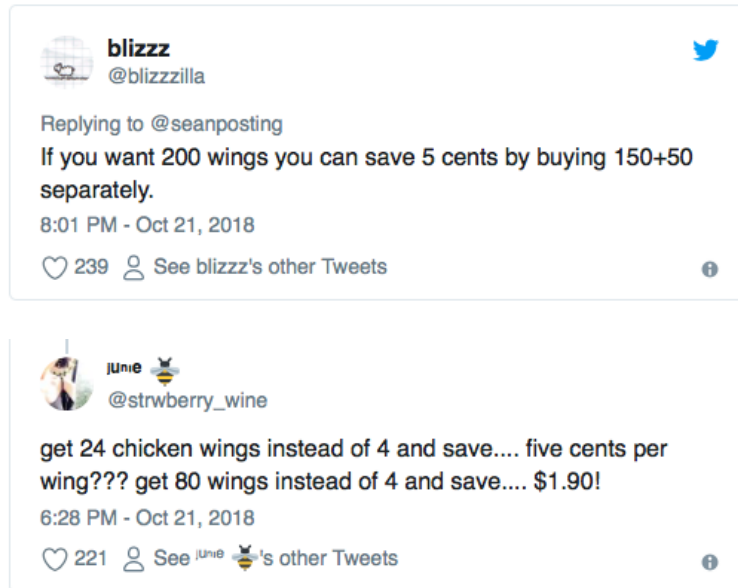 blizzz
@blizzzilla
Replying to @seanposting
If you want 200 wings you can save 5 cents by buying 150+50
separately.
8:01 PM - Oct 21, 2018
239 See blizzz's other Tweets
ʲᵘⁿᶦᵉ 🐝
@strwberry_wine
get 24 chicken wings instead of 4 and save.... five cents per
wing??? get 80 wings instead of 4 and save.... $1.90!
6:28 PM - Oct 21, 2018
221 See ʲᵘⁿᶦᵉ 🐝's other Tweets